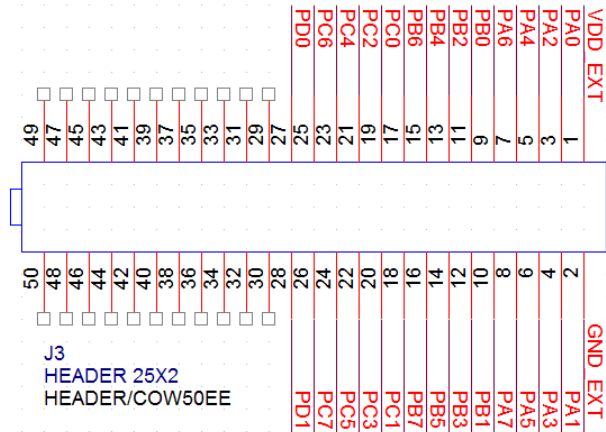 PD0 PC6 PC4 PC2 PC0 PB6 PB4 PB2 PB0 PA6 PA4 PA2 PA0 VDD_EXT
49 47 45 43 41 39 37 35 33 31 29 27 25 23 21 19 17 15 13 11 9 7 5 3 1
50 48 46 44 42 40 38 36 34 32 30 28 26 24 22 20 18 16 14 12 10 8 6 4 2
PD1 PC7 PC5 PC3 PC1 PB7 PB5 PB3 PB1 PA7 PA5 PA3 PA1 GND_EXT
J3
HEADER 25X2
HEADER/COW50EE